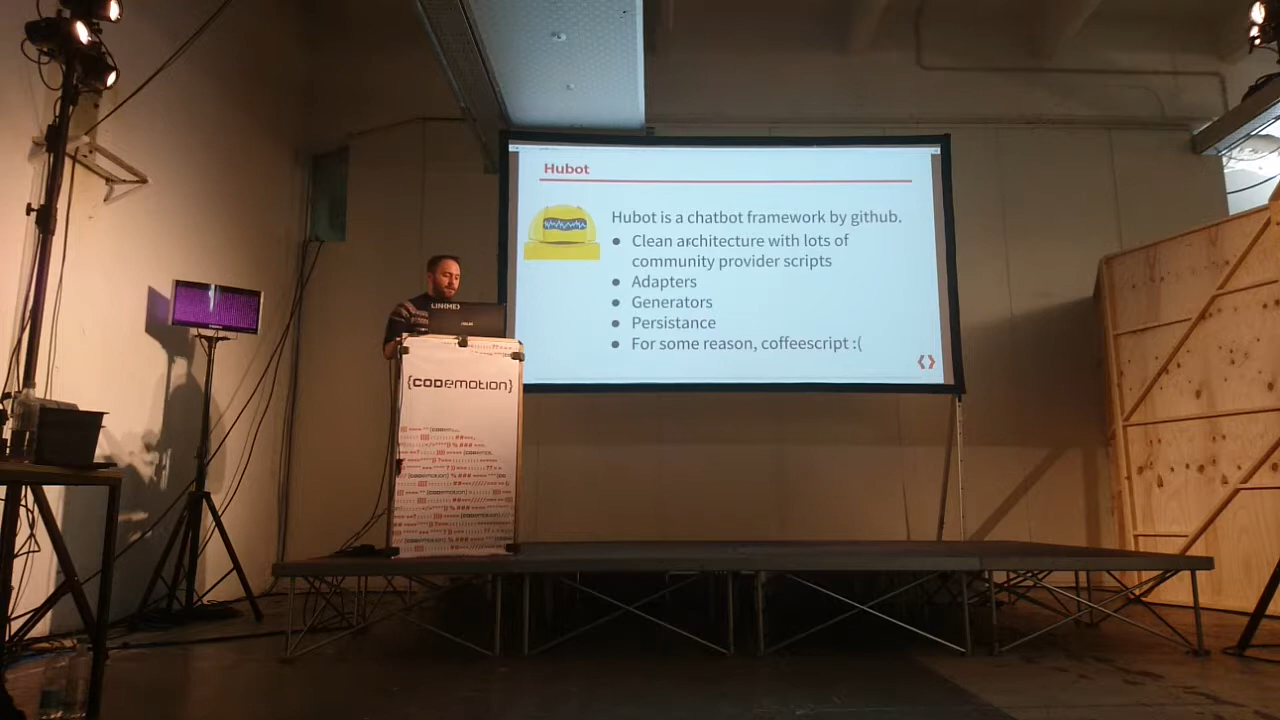 Hubot
Hubot is a chatbot framework by github.
● Clean architecture with lots of
community provider scripts
● Adapters
● Generators
● Persistance
● For some reason, coffeescript :(
{CODEMOTION}